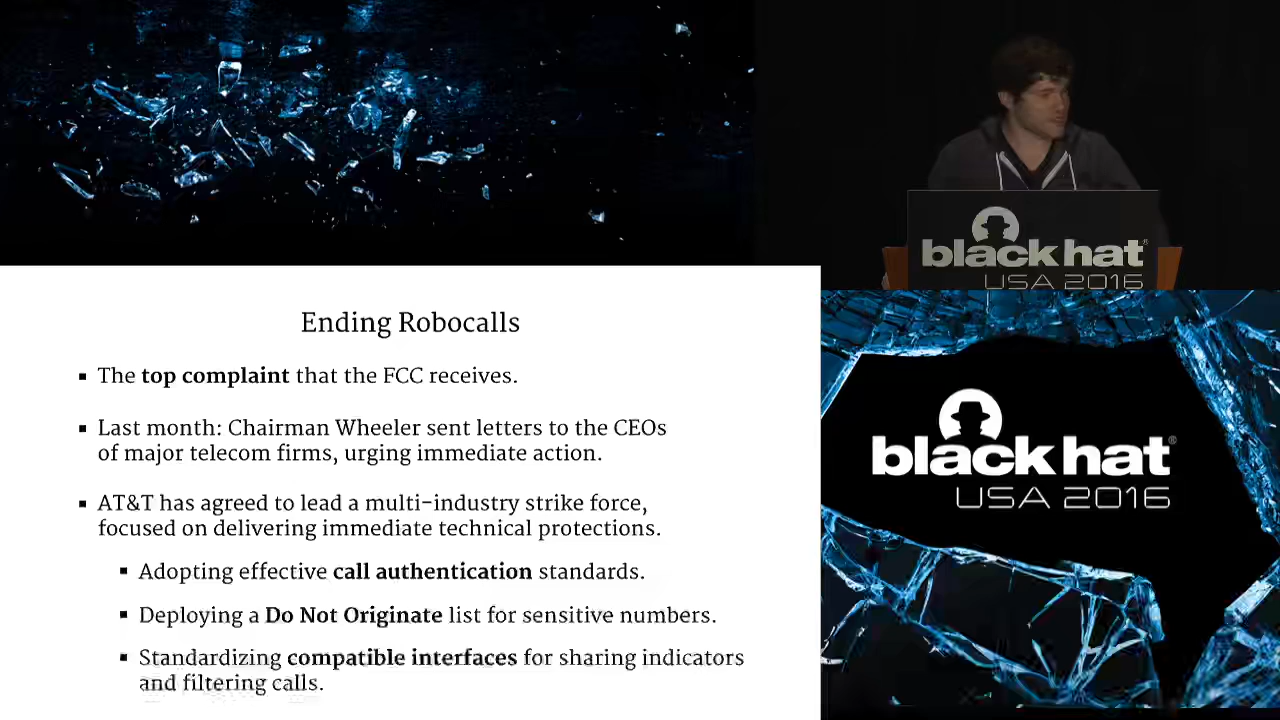 black hat
USA 2016
Ending Robocalls
▪ The top complaint that the FCC receives.
▪ Last month: Chairman Wheeler sent letters to the CEOs
of major telecom firms, urging immediate action.
▪ AT&T has agreed to lead a multi-industry strike force,
focused on delivering immediate technical protections.
▪ Adopting effective call authentication standards.
▪ Deploying a Do Not Originate list for sensitive numbers.
▪ Standardizing compatible interfaces for sharing indicators
and filtering calls.
black hat®
USA 2016